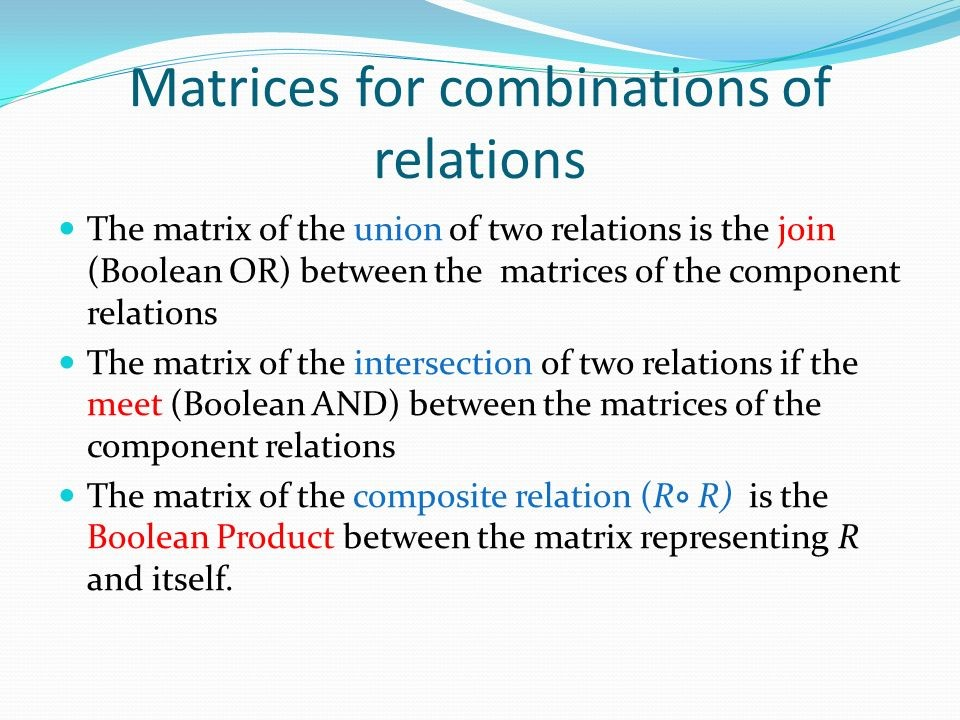 Matrices for combinations of
relations
• The matrix of the union of two relations is the join
(Boolean OR) between the  matrices of the component
relations
• The matrix of the intersection of two relations if the
meet (Boolean AND) between the matrices of the
component relations
• The matrix of the composite relation (R∘ R)  is the
Boolean Product between the matrix representing R
and itself.